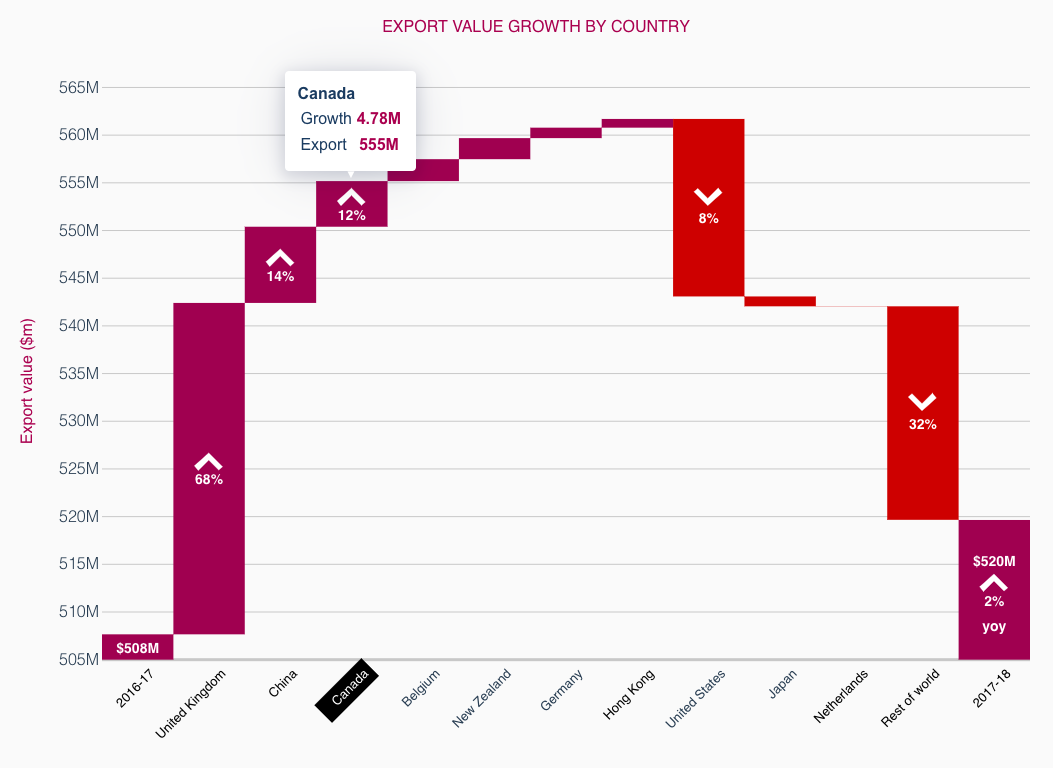 EXPORT VALUE GROWTH BY COUNTRY
Canada
Growth 4.78M
Export 555M
565M
560M
555M
550M
545M
540M
535M
530M
525M
520M
515M
510M
505M
Export value ($m)
$508M
68%
14%
12%
8%
32%
$520M
2%
yoy
2016-17
United Kingdom
China
Canada
Belgium
New Zealand
Germany
Hong Kong
United States
Japan
Netherlands
Rest of world
2017-18